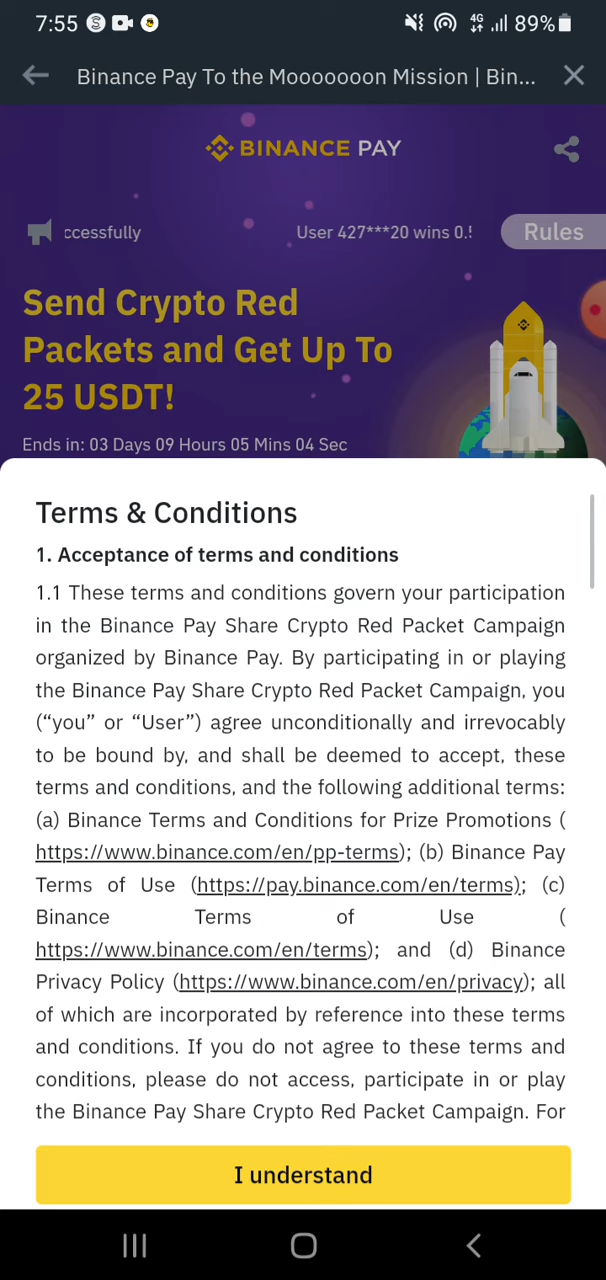 7:55
4G 89%
Binance Pay To the Mooooooon Mission | Bin...
BINANCE PAY
ccessfully User 427***20 wins 0.! Rules
Send Crypto Red
Packets and Get Up To
25 USDT!
Ends in: 03 Days 09 Hours 05 Mins 04 Sec
Terms & Conditions
1. Acceptance of terms and conditions
1.1 These terms and conditions govern your participation
in the Binance Pay Share Crypto Red Packet Campaign
organized by Binance Pay. By participating in or playing
the Binance Pay Share Crypto Red Packet Campaign, you
(“you” or “User”) agree unconditionally and irrevocably
to be bound by, and shall be deemed to accept, these
terms and conditions, and the following additional terms:
(a) Binance Terms and Conditions for Prize Promotions (
https://www.binance.com/en/pp-terms); (b) Binance Pay
Terms of Use (https://pay.binance.com/en/terms); (c)
Binance Terms of Use (
https://www.binance.com/en/terms); and (d) Binance
Privacy Policy (https://www.binance.com/en/privacy); all
of which are incorporated by reference into these terms
and conditions. If you do not agree to these terms and
conditions, please do not access, participate in or play
the Binance Pay Share Crypto Red Packet Campaign. For
I understand